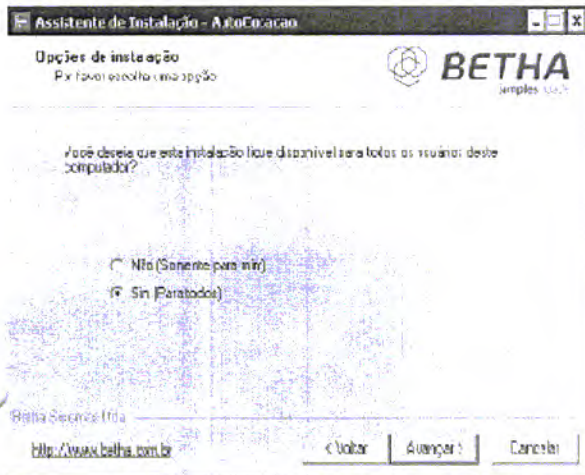 Assistente de Instalação - AutoCotacao
Opções de instalação
Por favor escolha uma opção
BETHA
simples
Você deseja que esta instalação fique disponível para todos os usuários deste
computador?
Não (Somente para mim)
Sim (Para todos)
Betha Sistemas Ltda
http://www.betha.com.br
< Voltar
Avançar >
Cancelar